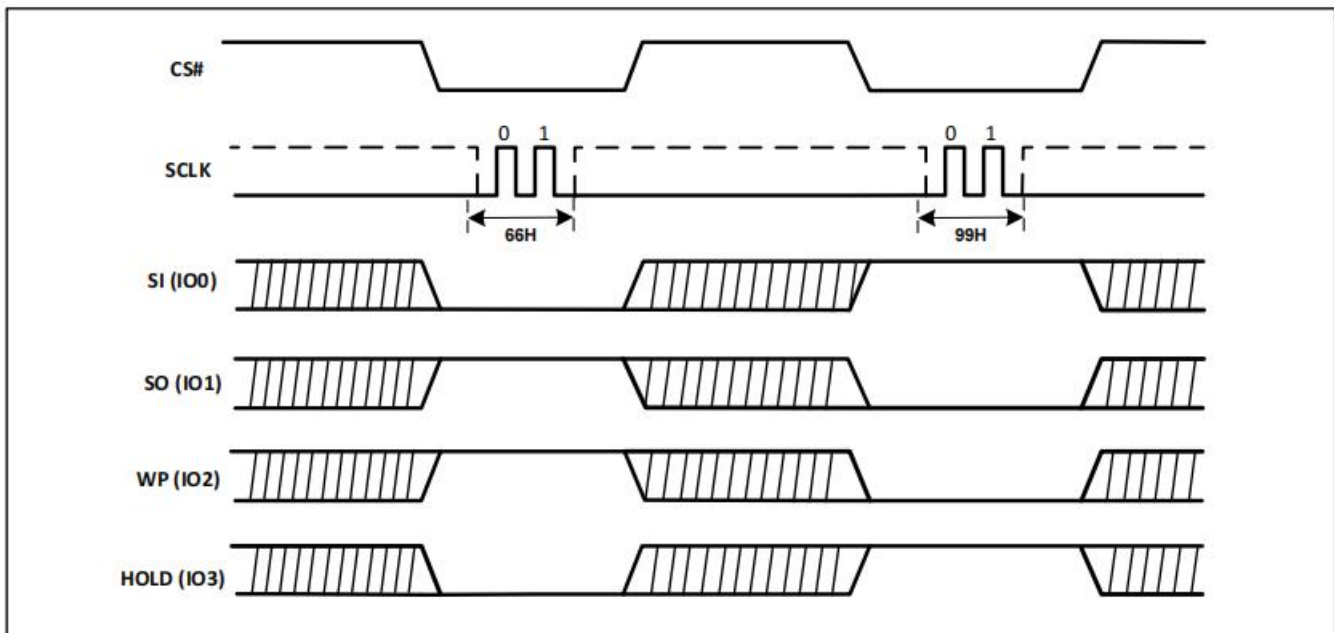 CS#
0 1 0 1
SCLK
66H 99H
SI (IO0)
SO (IO1)
WP (IO2)
HOLD (IO3)